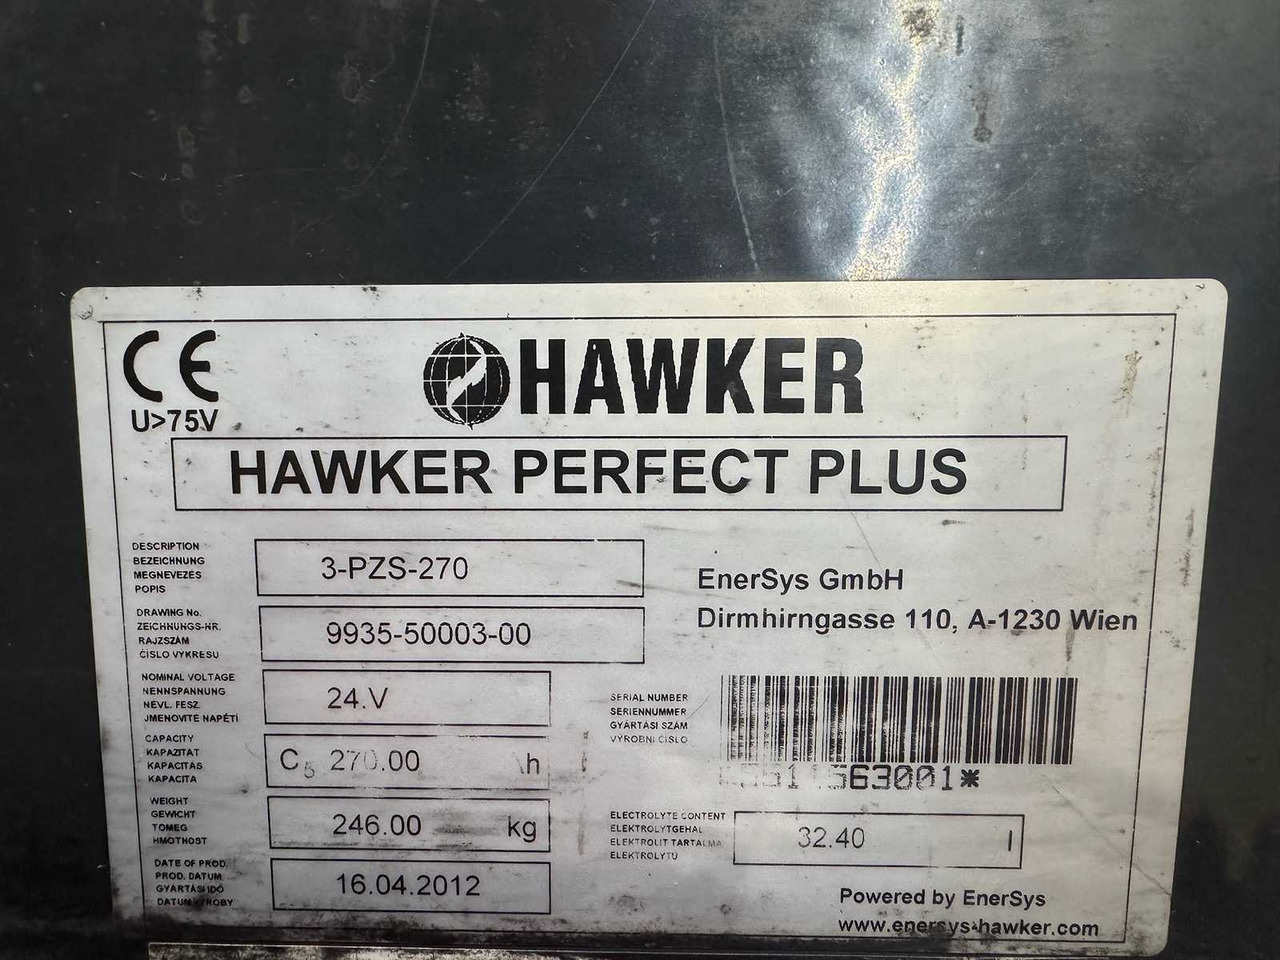 CE
U>75V
HAWKER
HAWKER PERFECT PLUS
DESCRIPTION
BEZEICHNUNG
MEGNEVEZÉS
POPIS
3-PZS-270
DRAWING No.
ZEICHNUNGS-NR.
RAJZSZÁM
ČÍSLO VÝKRESU
9935-50003-00
EnerSys GmbH
Dirmhirngasse 110, A-1230 Wien
NOMINAL VOLTAGE
NENNSPANNUNG
NÉVL. FESZ.
JMENOVITÉ NAPĚTÍ
24.V
CAPACITY
KAPAZITÄT
KAPACITÁS
KAPACITA
C5 270.00 h
SERIAL NUMBER
SERIENNUMMER
GYÁRTÁSI SZÁM
VÝROBNÍ ČÍSLO
63001*
WEIGHT
GEWICHT
TÖMEG
HMOTNOST
246.00 kg
ELECTROLYTE CONTENT
ELEKTROLYTGEHAL
ELEKTROLIT TARTALMA
ELEKTROLYTU
32.40 l
DATE OF PROD.
PROD. DATUM
GYÁRTÁSI IDŐ
DATUM VÝROBY
16.04.2012
Powered by EnerSys
www.enersys-hawker.com